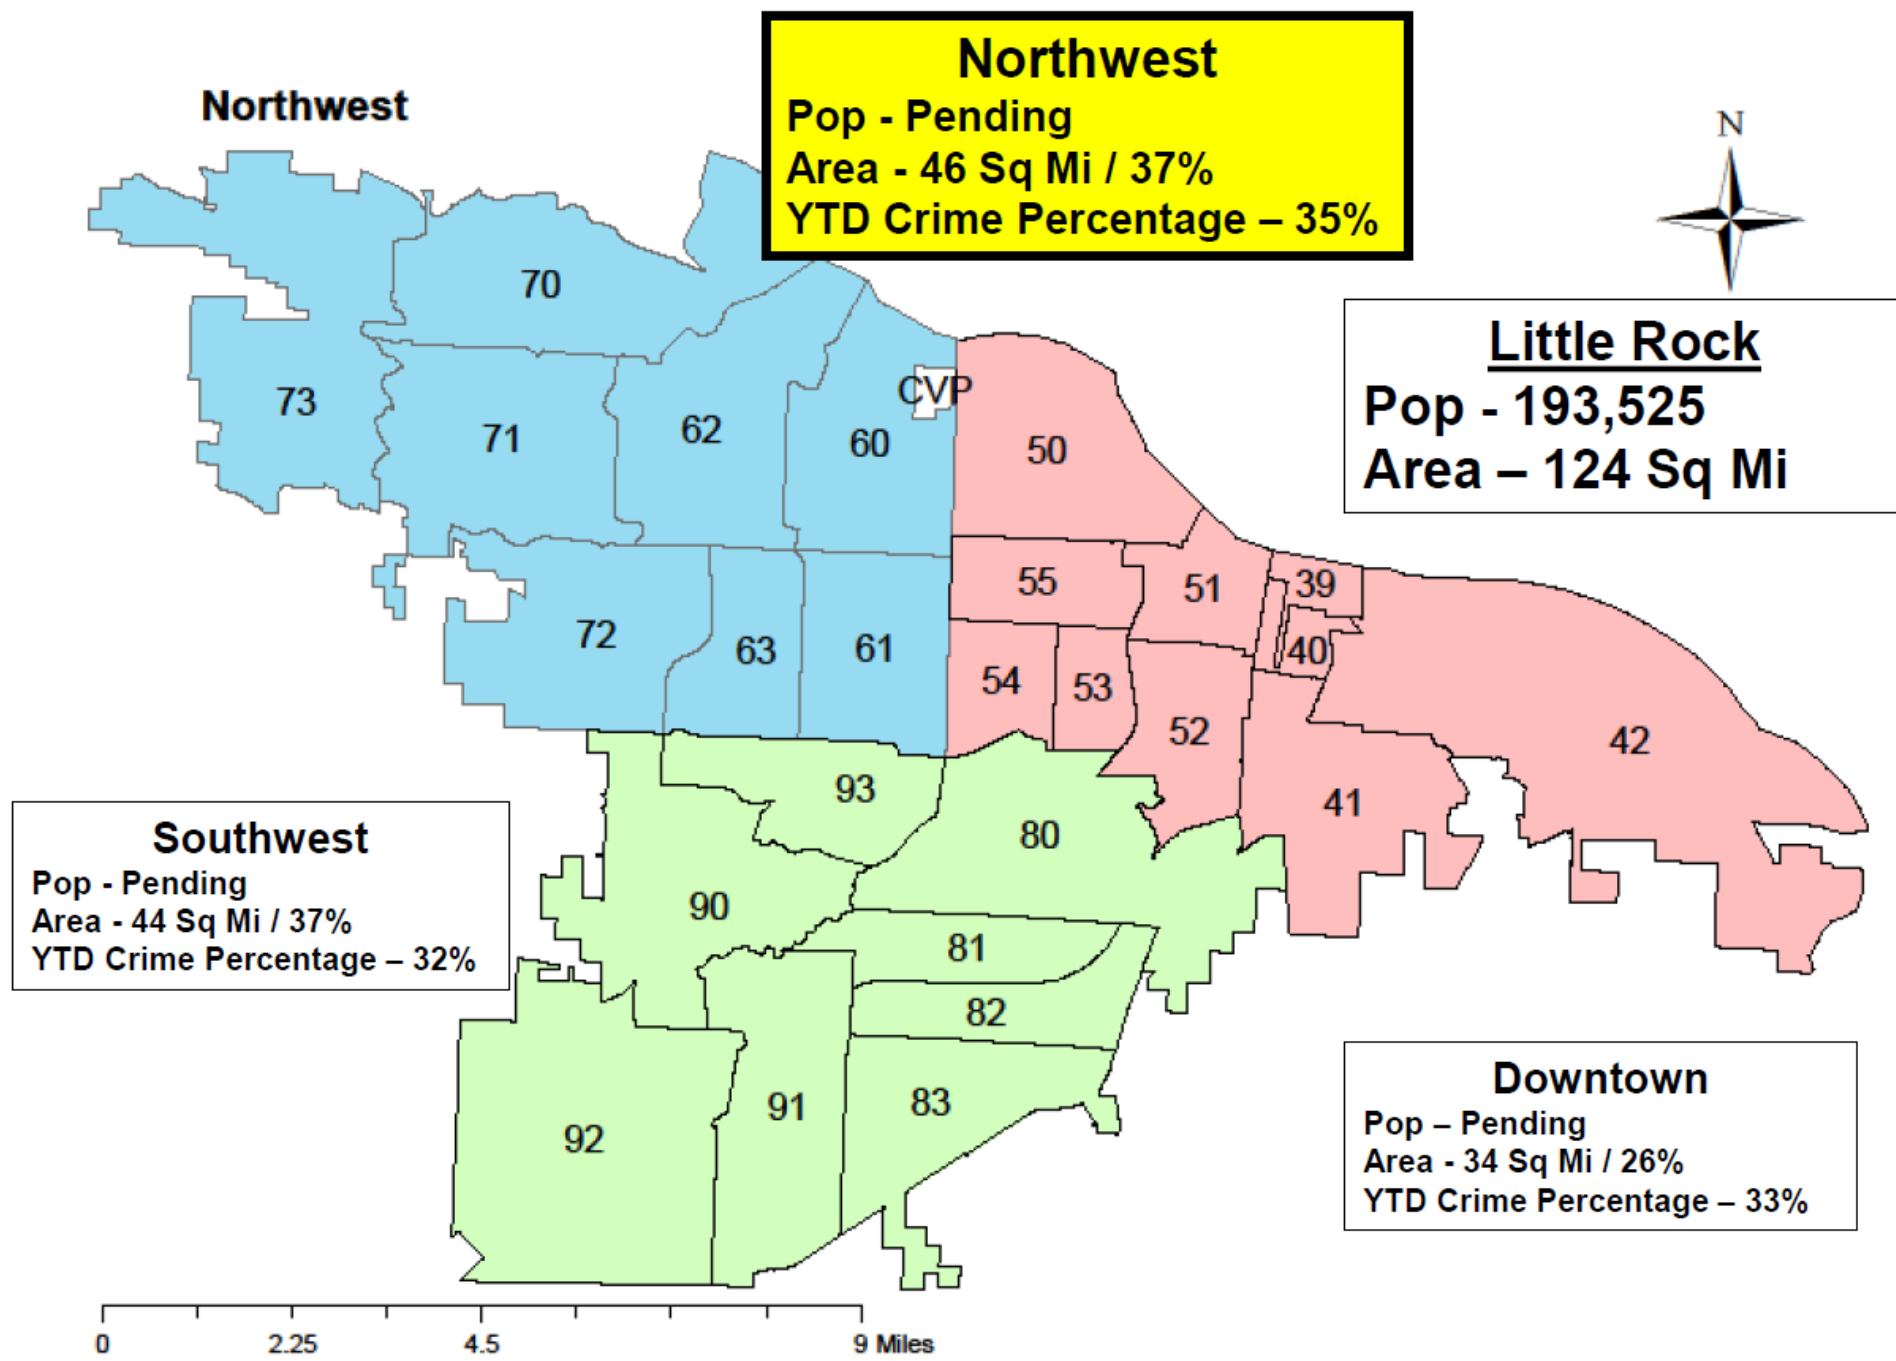 Northwest
Pop - Pending
Area - 46 Sq Mi / 37%
YTD Crime Percentage – 35%
Northwest
N
Little Rock
Pop - 193,525
Area – 124 Sq Mi
70
73
71
62
60
CVP
50
55
51
39
40
72
63
61
54
53
52
42
41
93
80
90
81
82
91
83
92
Southwest
Pop - Pending
Area - 44 Sq Mi / 37%
YTD Crime Percentage – 32%
Downtown
Pop – Pending
Area - 34 Sq Mi / 26%
YTD Crime Percentage – 33%
0 2.25 4.5 9 Miles